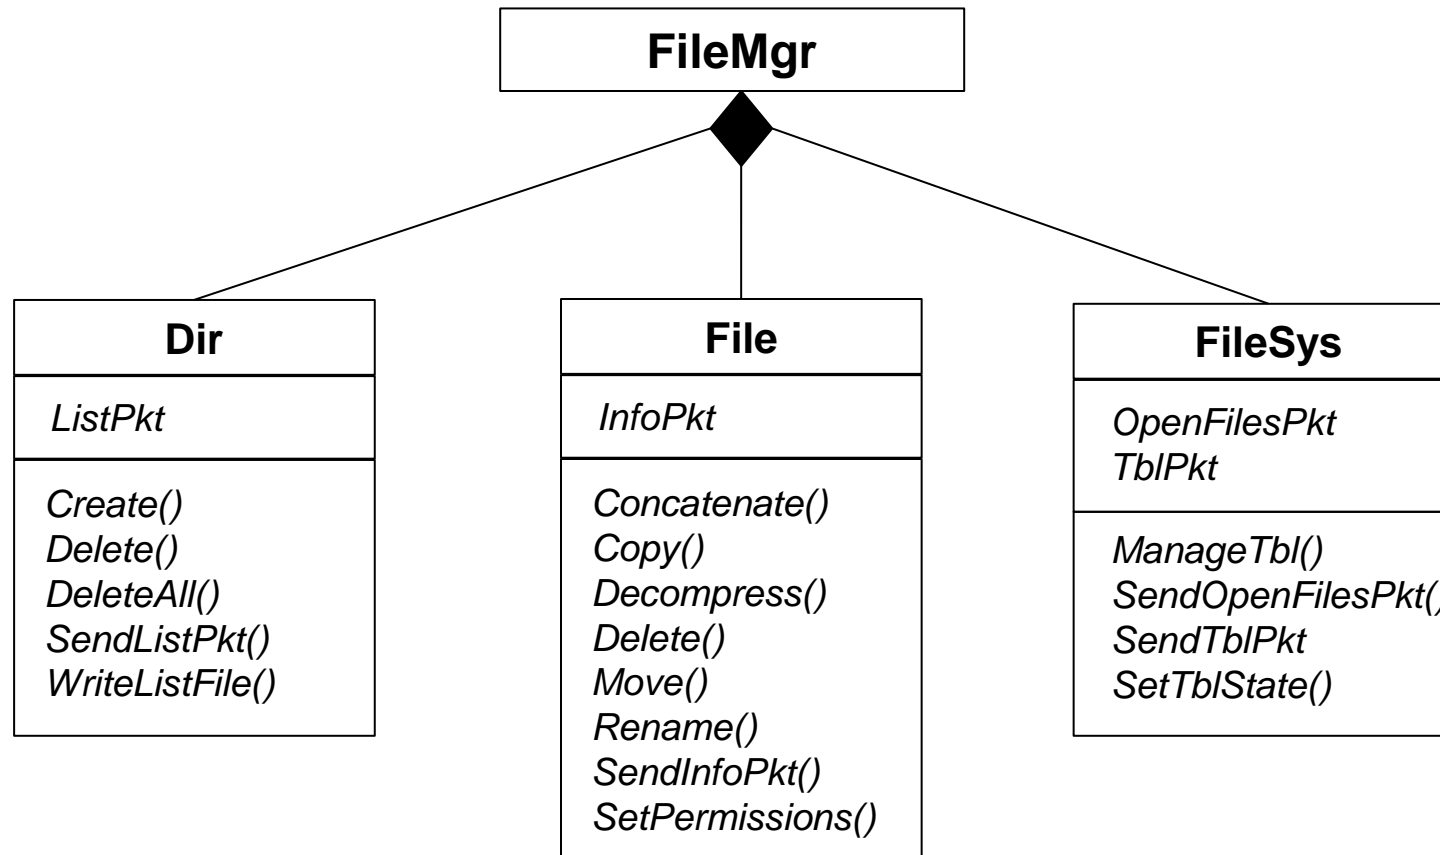 FileMgr
Dir
ListPkt
Create()
Delete()
DeleteAll()
SendListPkt()
WriteListFile()
File
InfoPkt
Concatenate()
Copy()
Decompress()
Delete()
Move()
Rename()
SendInfoPkt()
SetPermissions()
FileSys
OpenFilesPkt
TblPkt
ManageTbl()
SendOpenFilesPkt()
SendTblPkt
SetTblState()